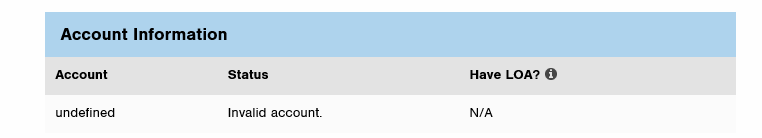 Account Information
Account Status Have LOA?
undefined Invalid account. N/A